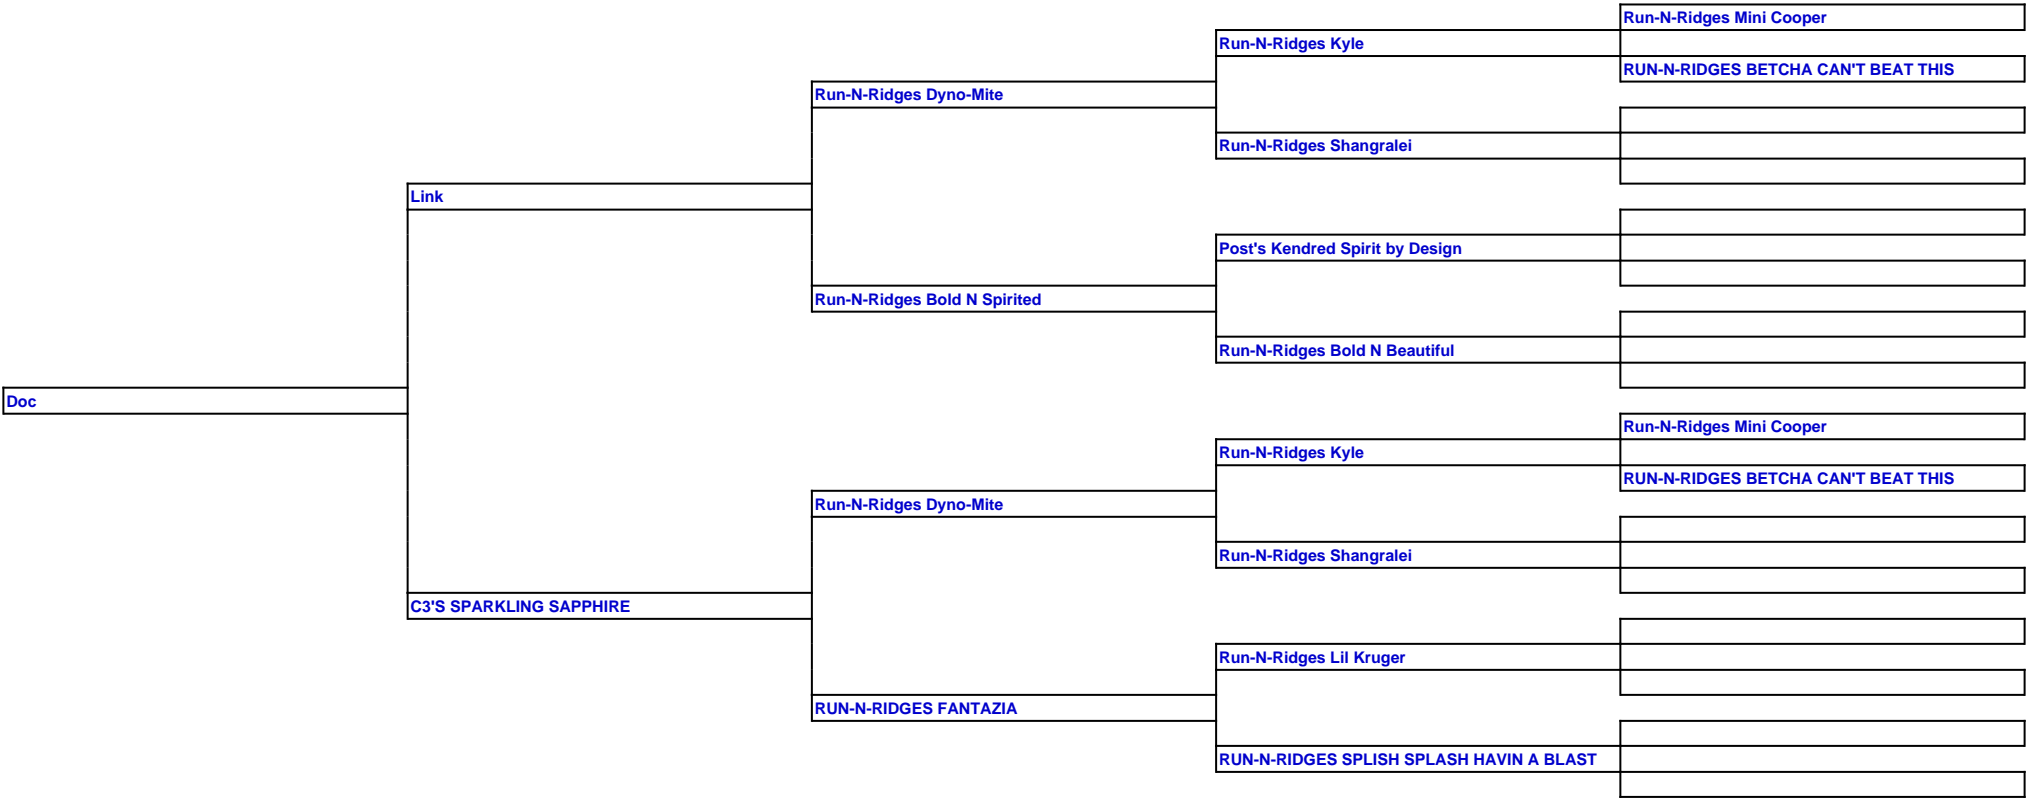 Run-N-Ridges Mini Cooper
Run-N-Ridges Kyle
RUN-N-RIDGES BETCHA CAN'T BEAT THIS
Run-N-Ridges Dyno-Mite
Run-N-Ridges Shangralei
Link
Post's Kendred Spirit by Design
Run-N-Ridges Bold N Spirited
Run-N-Ridges Bold N Beautiful
Doc
Run-N-Ridges Mini Cooper
Run-N-Ridges Kyle
RUN-N-RIDGES BETCHA CAN'T BEAT THIS
Run-N-Ridges Dyno-Mite
Run-N-Ridges Shangralei
C3'S SPARKLING SAPPHIRE
Run-N-Ridges Lil Kruger
RUN-N-RIDGES FANTAZIA
RUN-N-RIDGES SPLISH SPLASH HAVIN A BLAST